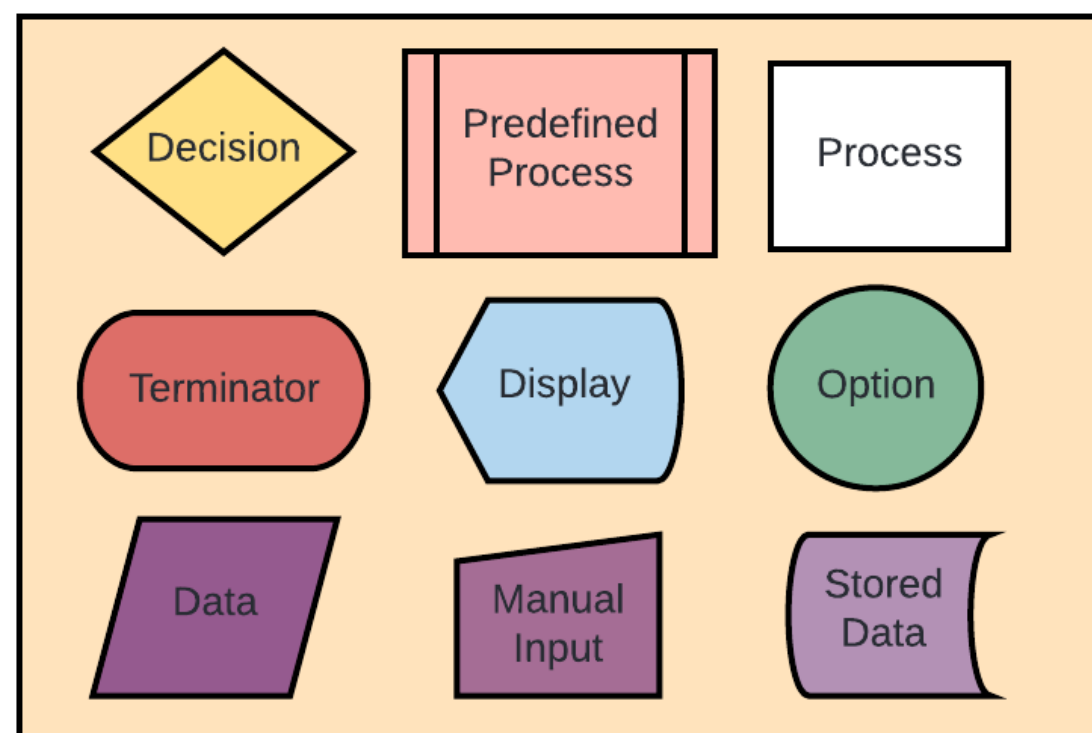 Decision
Predefined
Process
Process
Terminator
Display
Option
Data
Manual
Input
Stored
Data